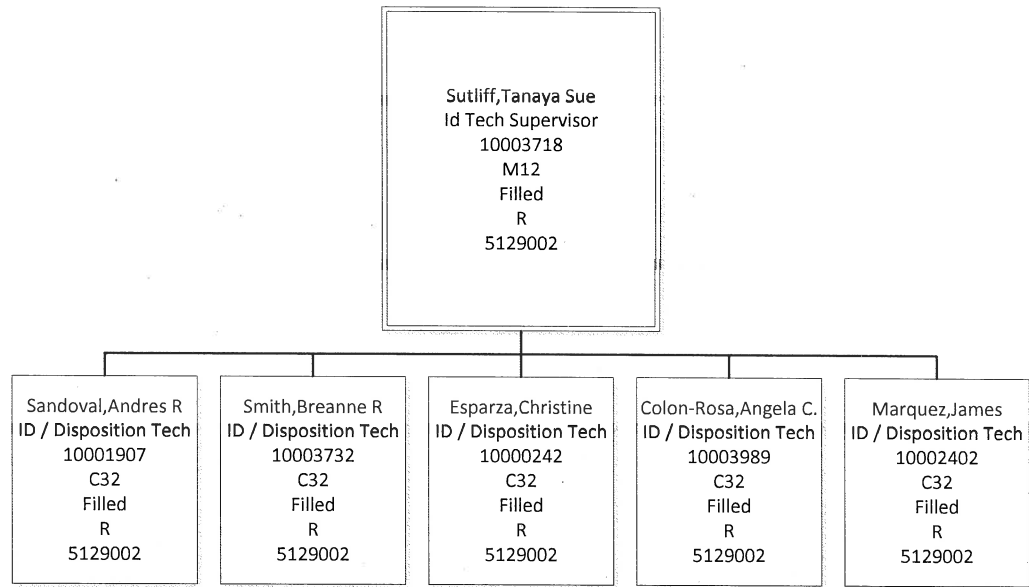 Sutliff,Tanaya Sue
Id Tech Supervisor
10003718
M12
Filled
R
5129002
Sandoval,Andres R
ID / Disposition Tech
10001907
C32
Filled
R
5129002
Smith,Breanne R
ID / Disposition Tech
10003732
C32
Filled
R
5129002
Esparza,Christine
ID / Disposition Tech
10000242
C32
Filled
R
5129002
Colon-Rosa,Angela C.
ID / Disposition Tech
10003989
C32
Filled
R
5129002
Marquez,James
ID / Disposition Tech
10002402
C32
Filled
R
5129002